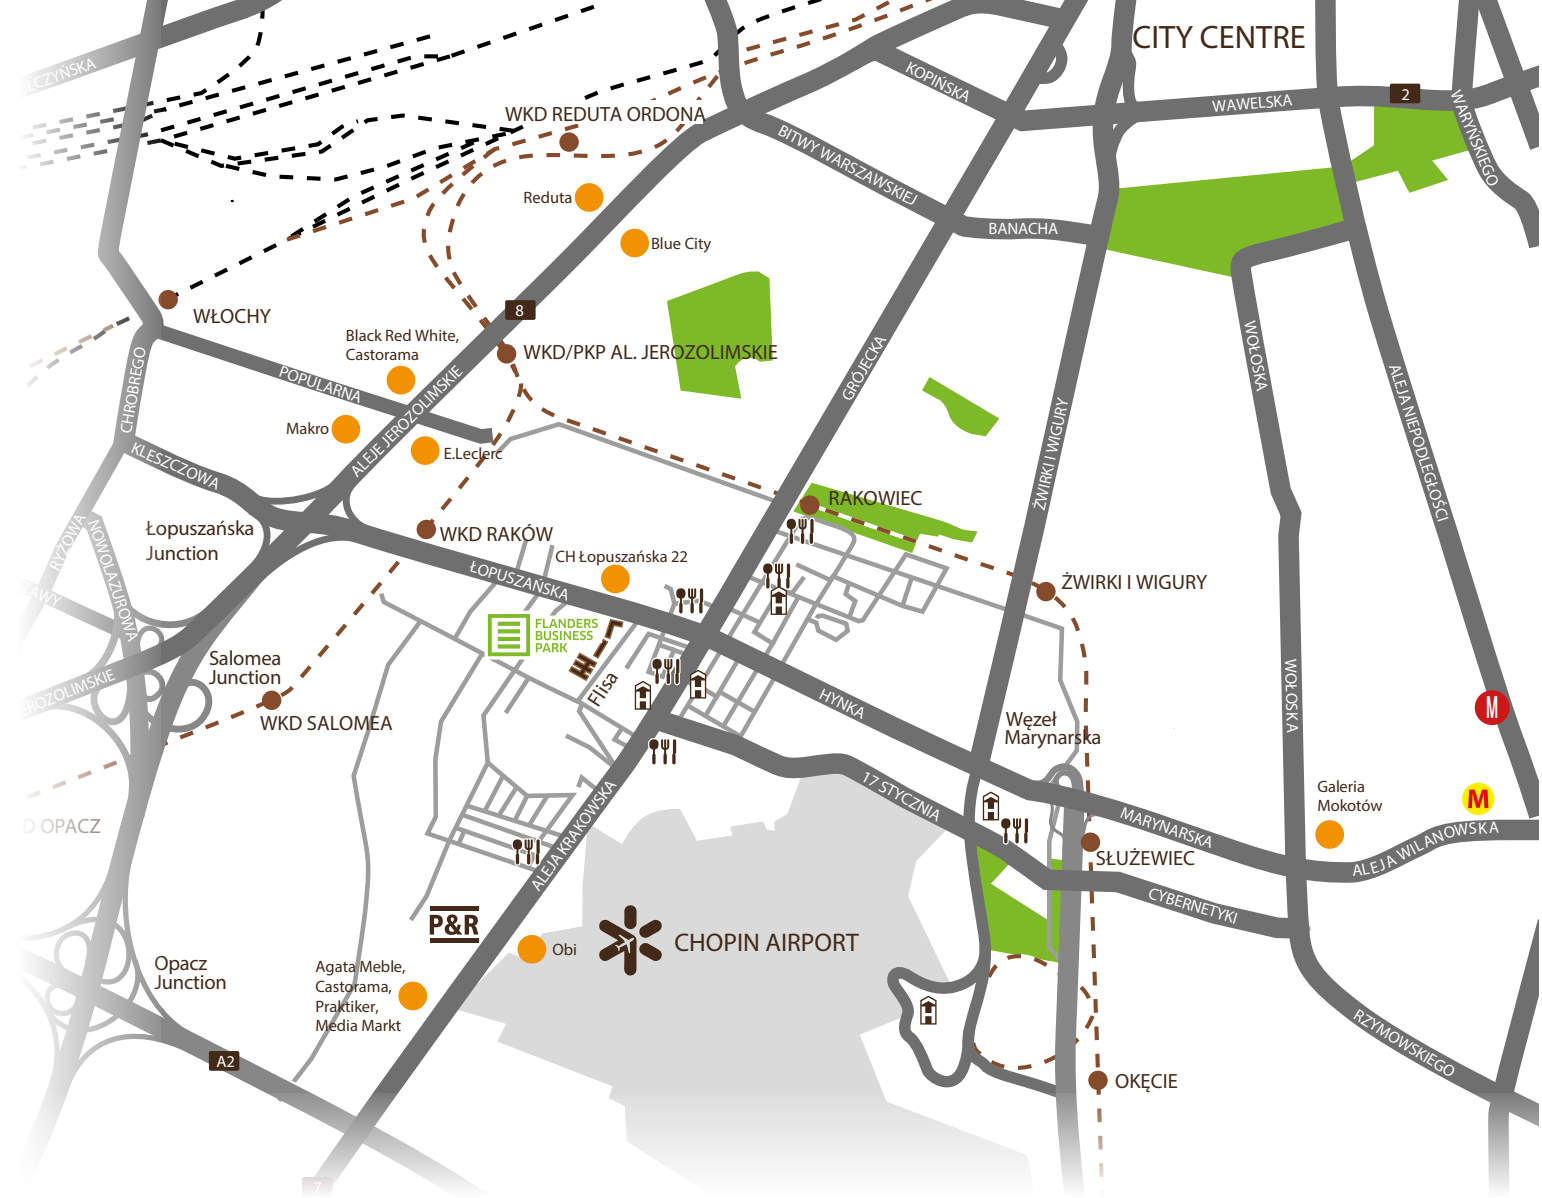 CITY CENTRE
KOPIŃSKA
WAWELSKA
2
WARYŃSKIEGO
WKD REDUTA ORDONA
BITWY WARSZAWSKIEJ
Reduta
BANACHA
Blue City
WŁOCHY
8
Black Red White,
Castorama
WKD/PKP AL. JEROZOLIMSKIE
GRÓJECKA
WOŁOSKA
CHROBREGO
POPULARNA
ALEJE JEROZOLIMSKIE
Makro
E.Leclerc
ŻWIRKI I WIGURY
ALEJA NIEPODLEGŁOŚCI
KLESZCZOWA
RAKOWIEC
Łopuszańska
Junction
WKD RAKÓW
RYŻOWA
NOWOLAZUROWA
CH Łopuszańska 22
ŁOPUSZAŃSKA
ŻWIRKI I WIGURY
FLANDERS
BUSINESS
PARK
Salomea
Junction
Flisa
WKD SALOMEA
HYNKA
WOŁOSKA
M
Węzeł
Marynarska
17 STYCZNIA
Galeria
Mokotów
M
ALEJA KRAKOWSKA
MARYNARSKA
ALEJA WILANOWSKA
D OPACZ
SŁUŻEWIEC
CYBERNETYKI
P&R
Obi
CHOPIN AIRPORT
Opacz
Junction
Agata Meble,
Castorama,
Praktiker,
Media Markt
A2
RZYMOWSKIEGO
OKĘCIE
7